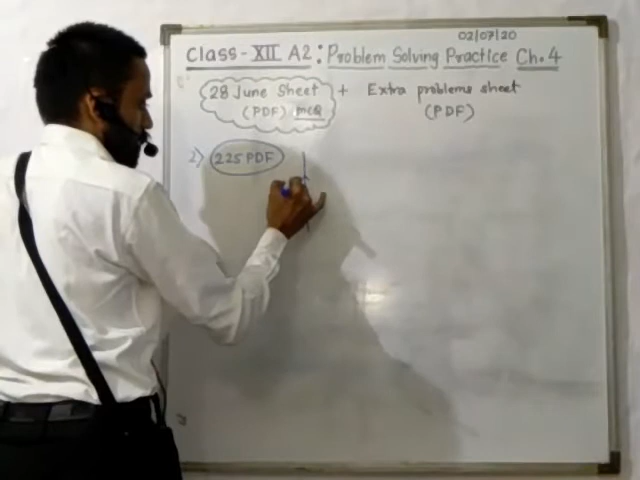 02/07/20
Class - XII A2 : Problem Solving Practice Ch. 4
28 June Sheet + Extra problems sheet
(PDF) MCQ (PDF)
2) 225 PDF